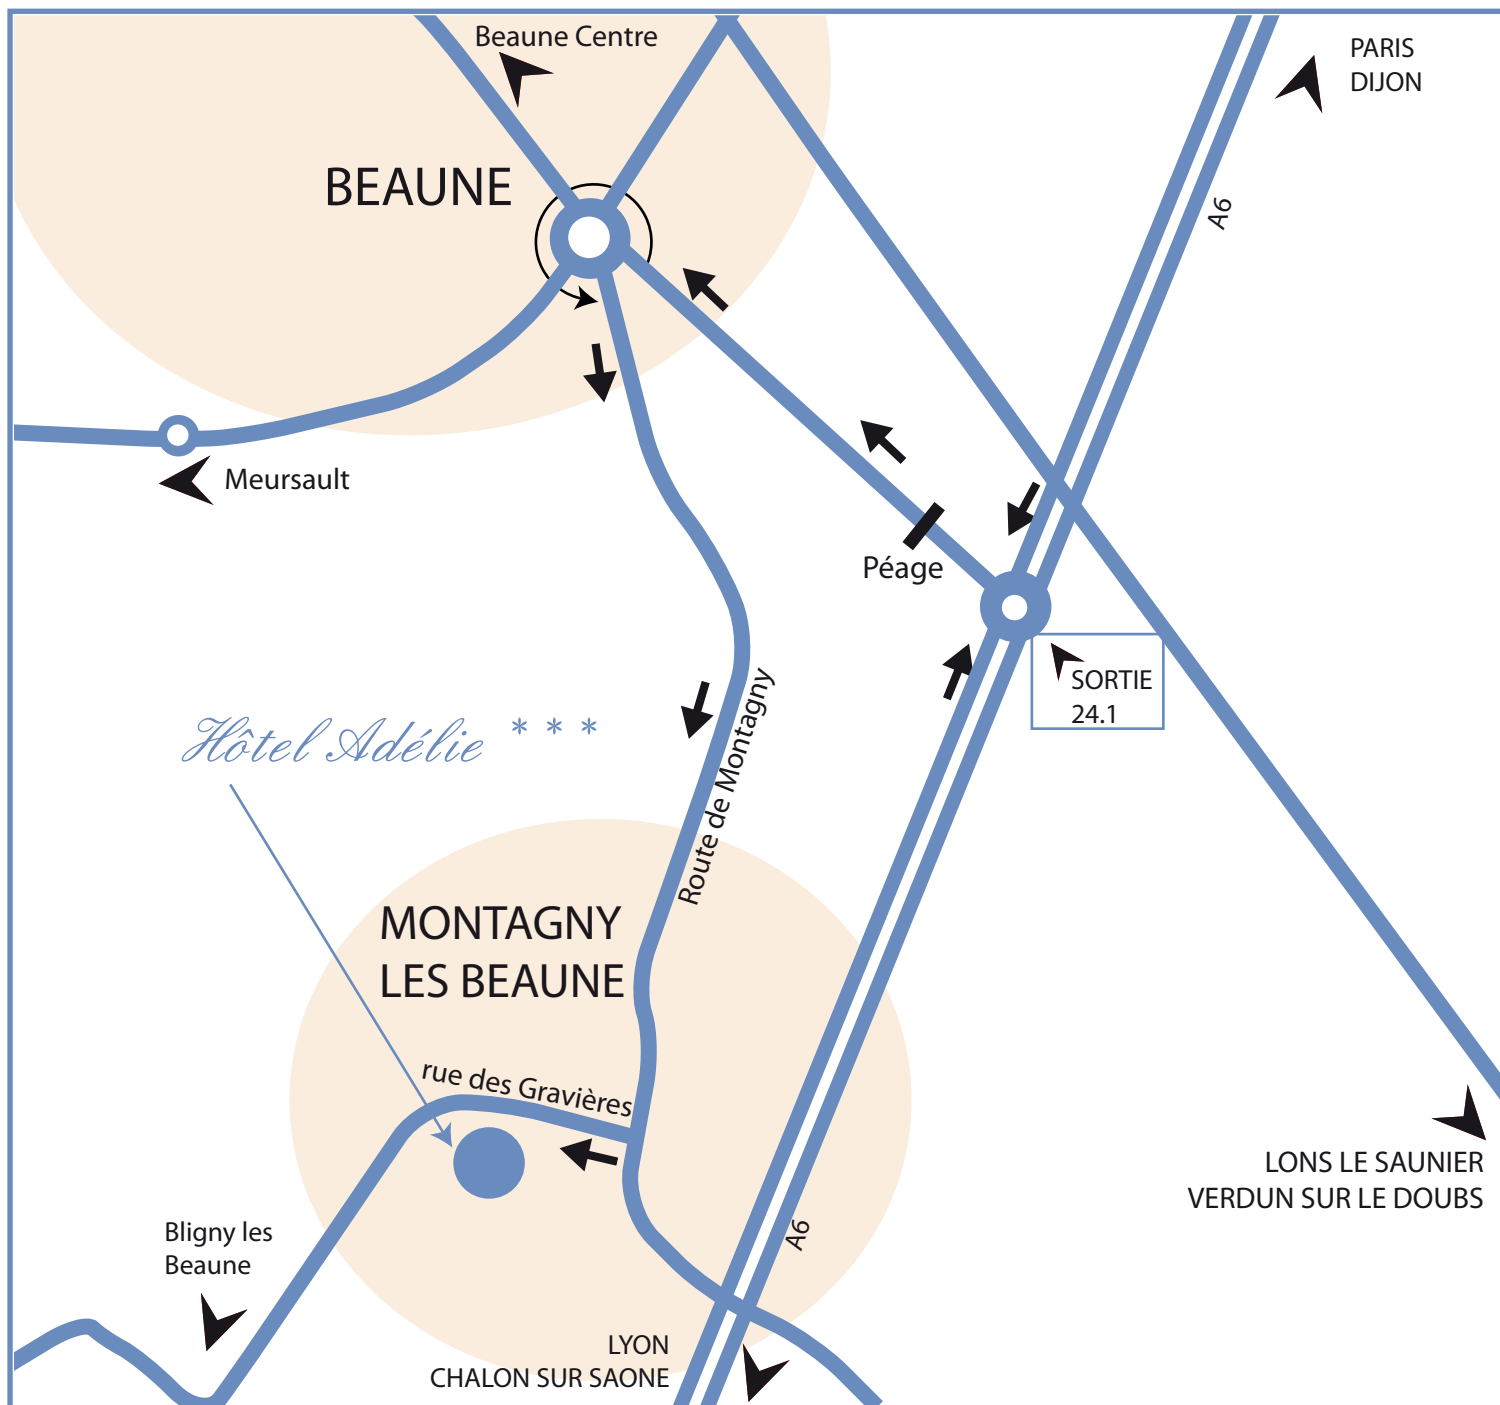 Beaune Centre
PARIS
DIJON
BEAUNE
A6
Meursault
Péage
SORTIE
24.1
Hôtel Adélie ***
Route de Montagny
MONTAGNY
LES BEAUNE
rue des Gravières
LONS LE SAUNIER
VERDUN SUR LE DOUBS
Bligny les
Beaune
A6
LYON
CHALON SUR SAONE